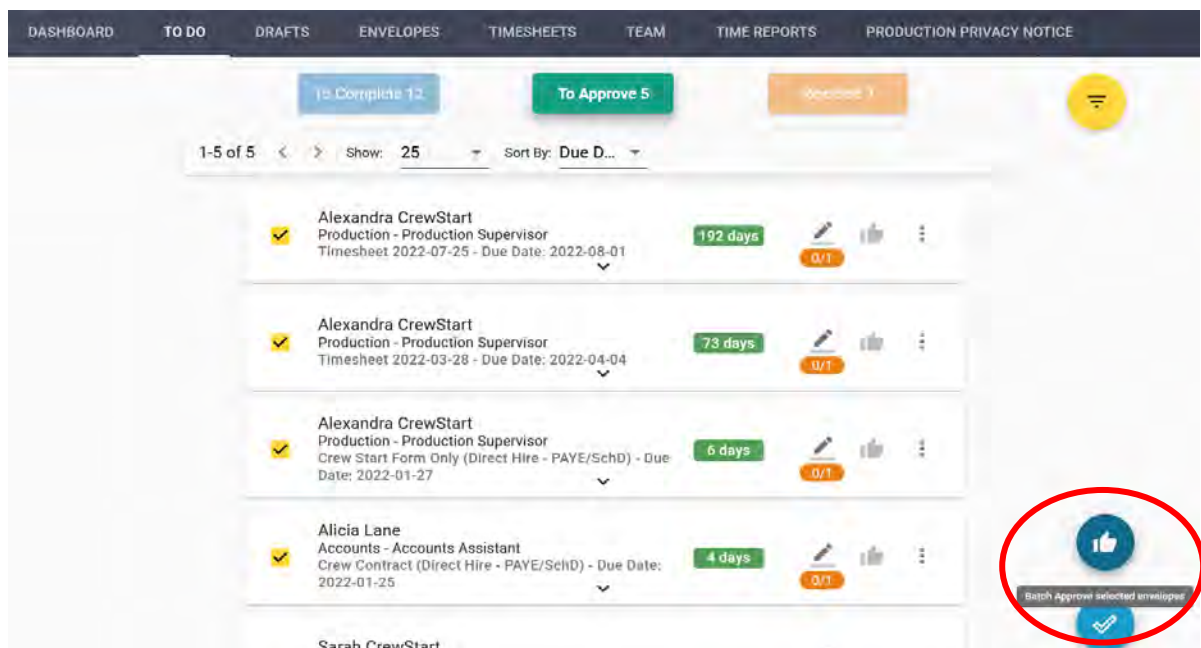 DASHBOARD TO DO DRAFTS ENVELOPES TIMESHEETS TEAM TIME REPORTS PRODUCTION PRIVACY NOTICE
To Complete 12 To Approve 5
1-5 of 5 Show: 25 Sort By: Due D...
Alexandra CrewStart
Production - Production Supervisor
Timesheet 2022-07-25 - Due Date: 2022-08-01
192 days
0/1
Alexandra CrewStart
Production - Production Supervisor
Timesheet 2022-03-28 - Due Date: 2022-04-04
73 days
0/1
Alexandra CrewStart
Production - Production Supervisor
Crew Start Form Only (Direct Hire - PAYE/SchD) - Due
Date: 2022-01-27
6 days
0/1
Alicia Lane
Accounts - Accounts Assistant
Crew Contract (Direct Hire - PAYE/SchD) - Due Date:
2022-01-25
4 days
0/1
Batch Approve selected envelopes
Sarah CrewStart